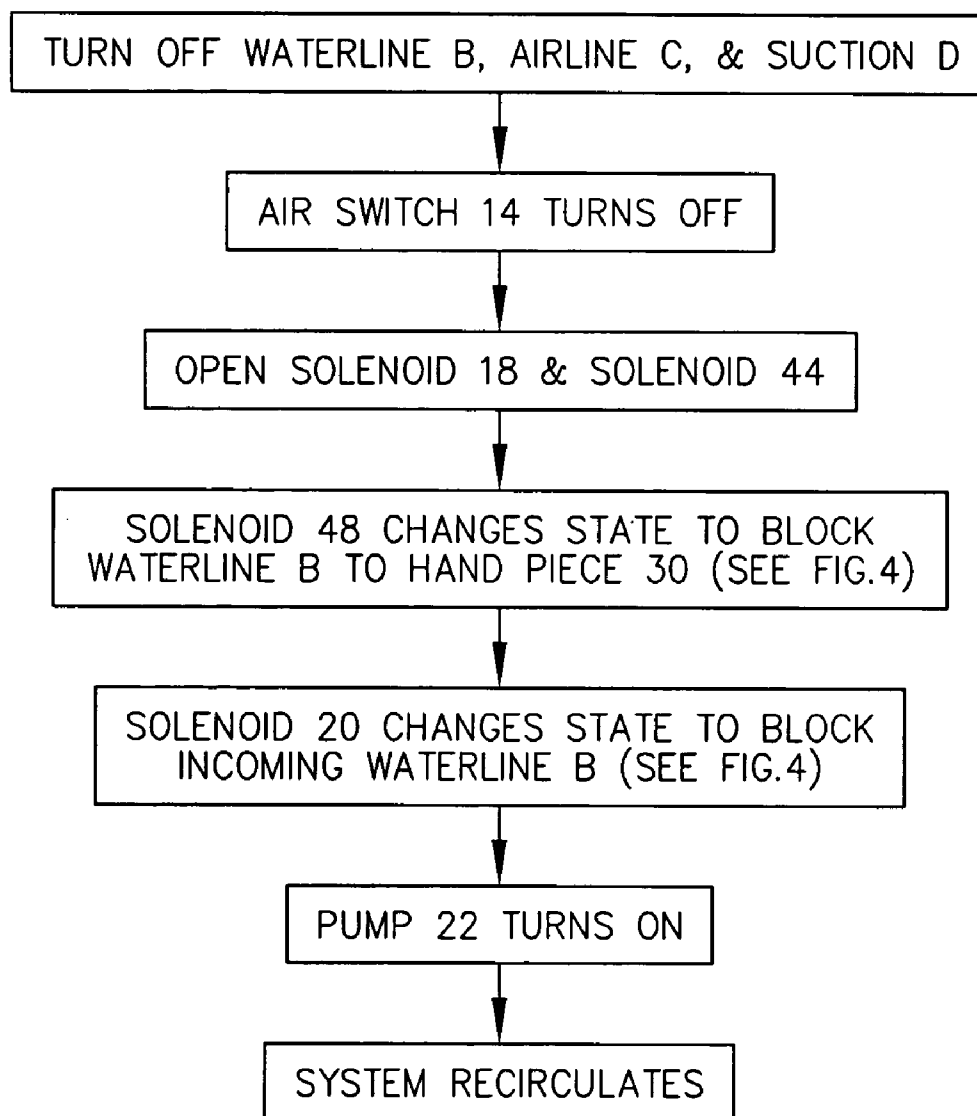 TURN OFF WATERLINE B, AIRLINE C, & SUCTION D
AIR SWITCH 14 TURNS OFF
OPEN SOLENOID 18 & SOLENOID 44
SOLENOID 48 CHANGES STATE TO BLOCK
WATERLINE B TO HAND PIECE 30 (SEE FIG.4)
SOLENOID 20 CHANGES STATE TO BLOCK
INCOMING WATERLINE B (SEE FIG.4)
PUMP 22 TURNS ON
SYSTEM RECIRCULATES